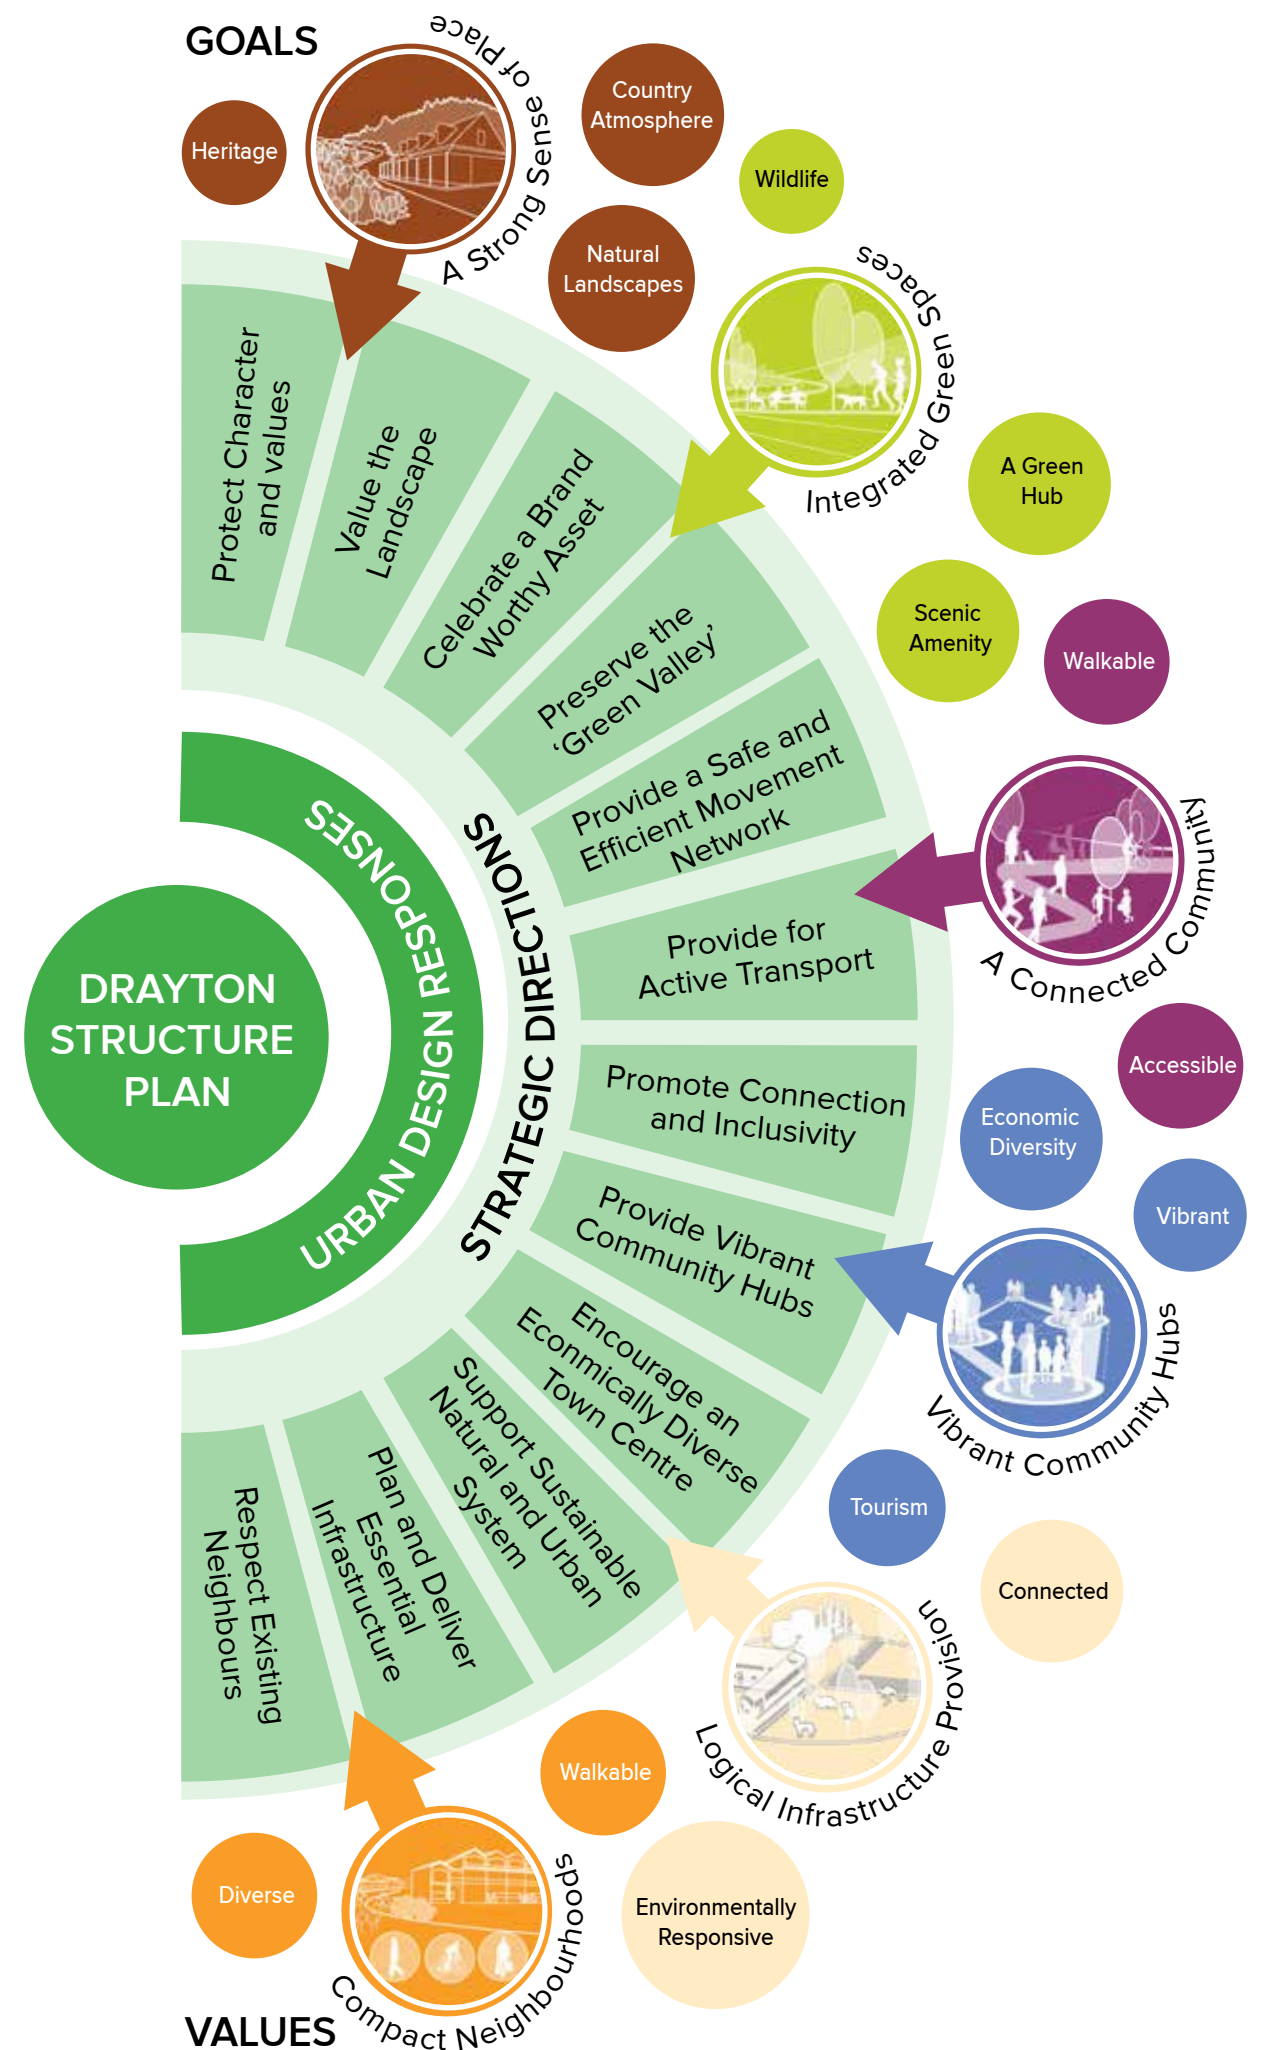 GOALS
Heritage
A Strong Sense of Place
Country
Atmosphere
Natural
Landscapes
Wildlife
Integrated Green Spaces
A Green
Hub
Scenic
Amenity
Walkable
A Connected Community
Accessible
Economic
Diversity
Vibrant
Vibrant Community Hubs
Tourism
Connected
Logical Infrastructure Provision
Environmentally
Responsive
Walkable
Compact Neighbourhoods
Diverse
VALUES
Protect Character
and values
Value the
Landscape
Celebrate a Brand
Worthy Asset
Preserve the
‘Green Valley’
Provide a Safe and
Efficient Movement
Network
Provide for
Active Transport
Promote Connection
and Inclusivity
Provide Vibrant
Community Hubs
Encourage an
Econmically Diverse
Town Centre
Support Sustainable
Natural and Urban
System
Plan and Deliver
Essential
Infrastructure
Respect Existing
Neighbours
STRATEGIC DIRECTIONS
URBAN DESIGN RESPONSES
DRAYTON
STRUCTURE
PLAN